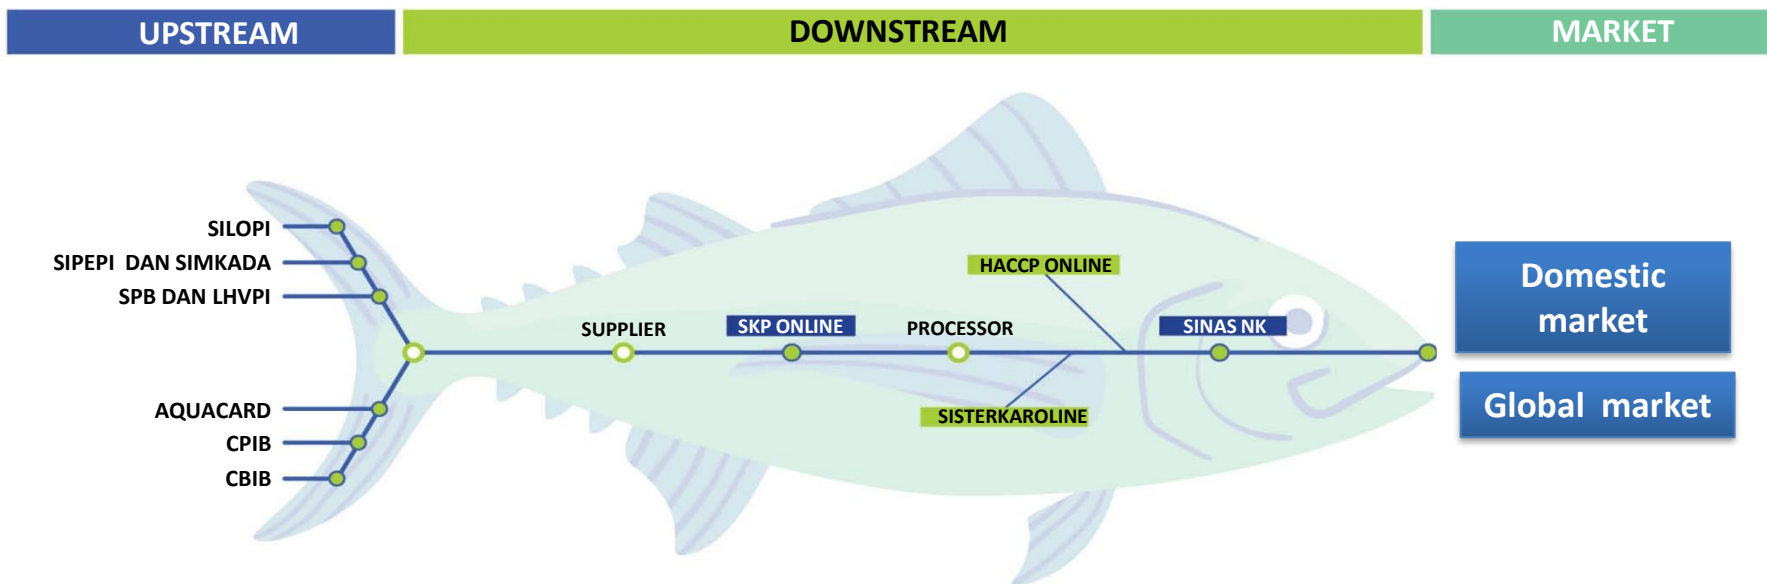 UPSTREAM
DOWNSTREAM
MARKET
SILOPI
SIPEPI DAN SIMKADA
SPB DAN LHVPI
AQUACARD
CPIB
CBIB
SUPPLIER
SKP ONLINE
PROCESSOR
HACCP ONLINE
SISTERKAROLINE
SINAS NK
Domestic
market
Global market